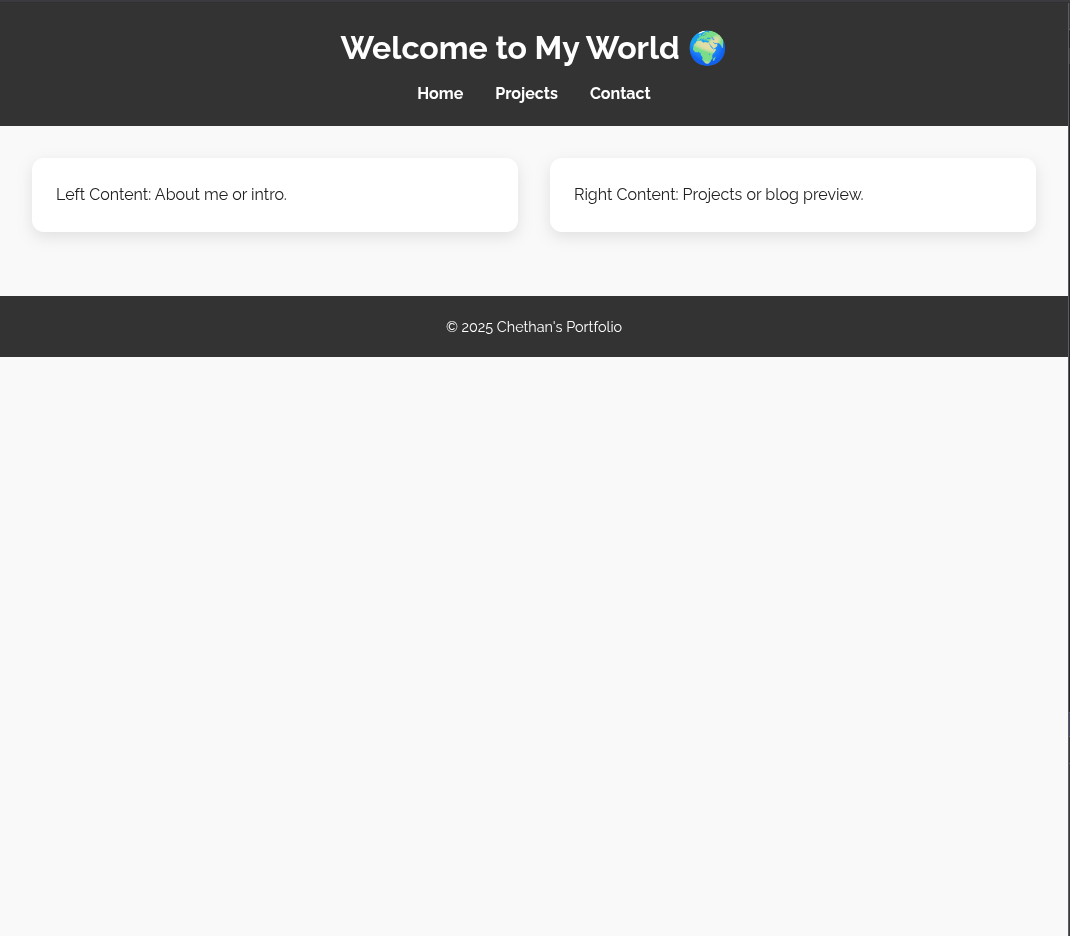 Welcome to My World 🌍
Home Projects Contact
Left Content: About me or intro.
Right Content: Projects or blog preview.
© 2025 Chethan's Portfolio